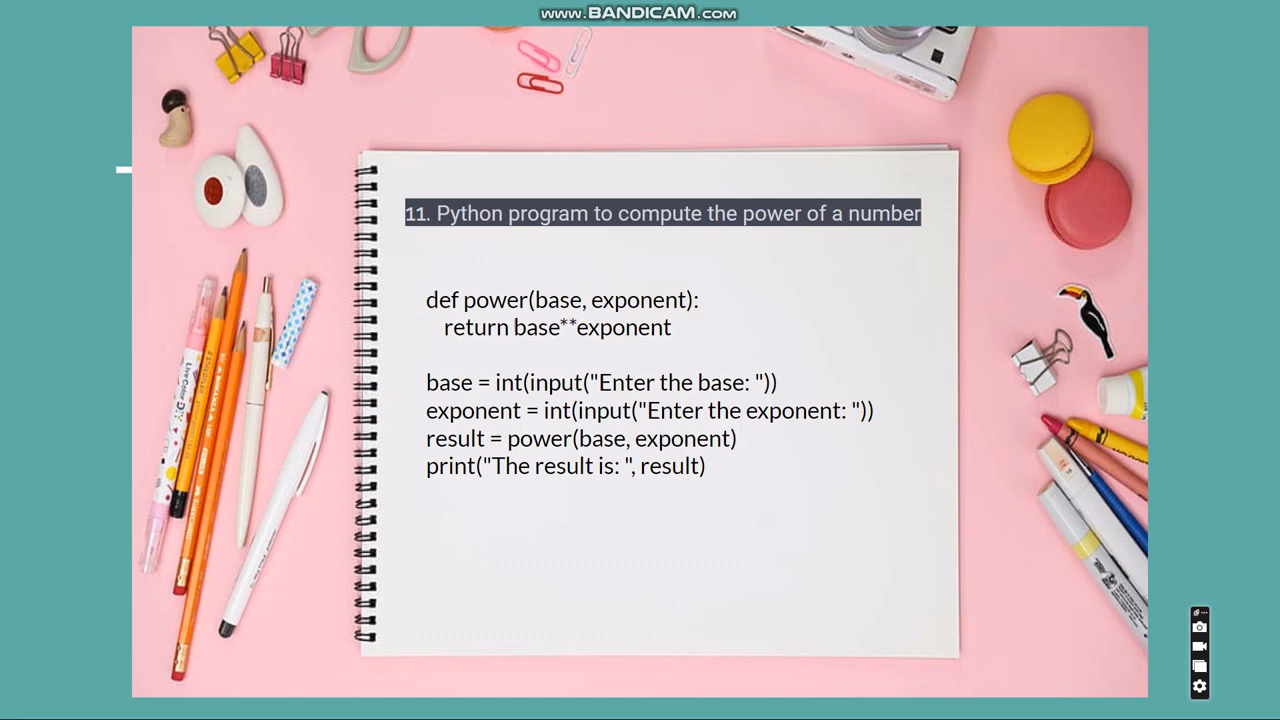 www.BANDICAM.com
11. Python program to compute the power of a number
def power(base, exponent):
   return base**exponent
base = int(input("Enter the base: "))
exponent = int(input("Enter the exponent: "))
result = power(base, exponent)
print("The result is: ", result)